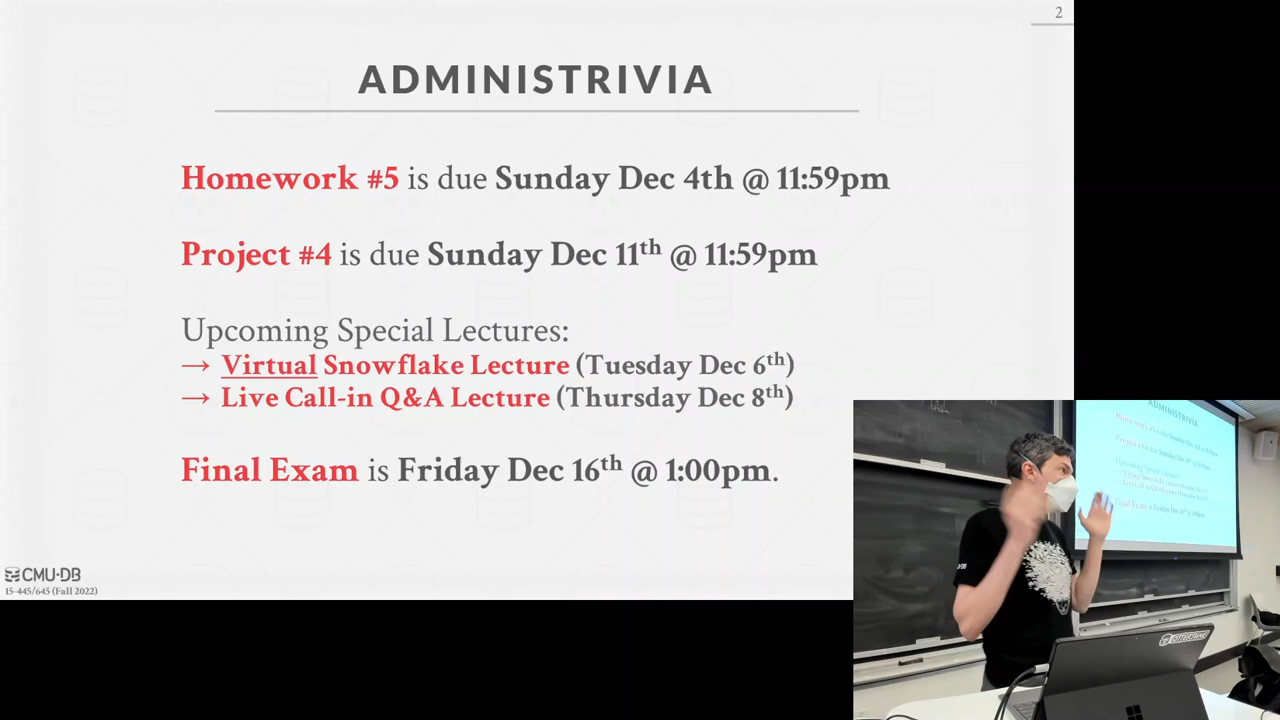 2
ADMINISTRIVIA
Homework #5 is due Sunday Dec 4th @ 11:59pm
Project #4 is due Sunday Dec 11th @ 11:59pm
Upcoming Special Lectures:
→ Virtual Snowflake Lecture (Tuesday Dec 6th)
→ Live Call-in Q&A Lecture (Thursday Dec 8th)
Final Exam is Friday Dec 16th @ 1:00pm.
CMU·DB
15-445/645 (Fall 2022)
ADMINISTRIVIA
OTTERTUNE